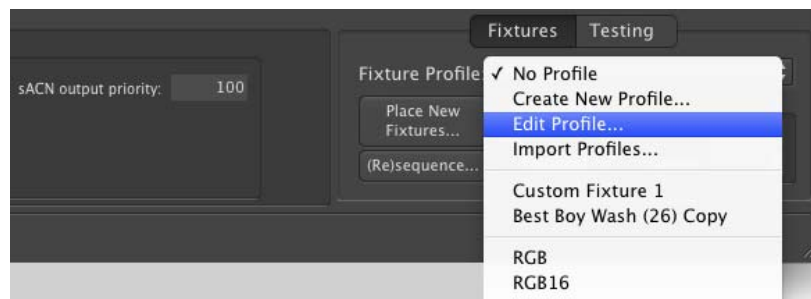 Fixtures Testing
sACN output priority: 100
Fixture Profile:
✓ No Profile
Create New Profile...
Edit Profile...
Import Profiles...
Custom Fixture 1
Best Boy Wash (26) Copy
RGB
RGB16
Place New
Fixtures...
(Re)sequence...